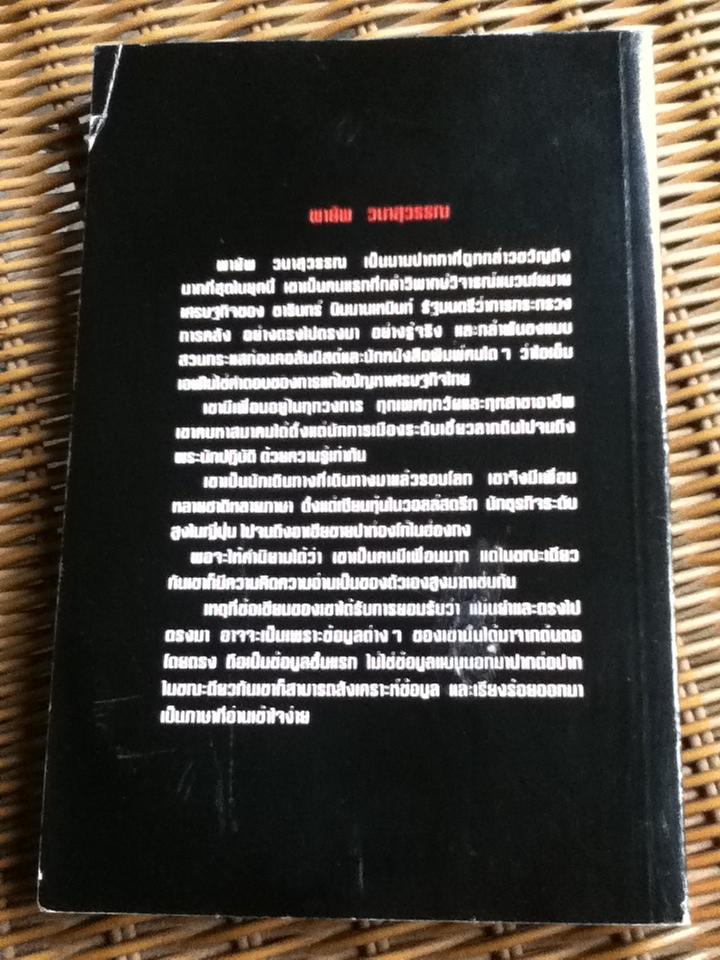 พายัพ วนาสุวรรณ
พายัพ วนาสุวรรณ เป็นนามปากกาที่ถูกกล่าวขวัญถึง
มากที่สุดในยุคนี้ เขาเป็นคนแรกที่กล้าวิพากษ์วิจารณ์แนวนโยบาย
เศรษฐกิจของ ธารินทร์ นิมมานเหมินท์ รัฐมนตรีว่าการกระทรวง
การคลัง อย่างตรงไปตรงมา อย่างรู้จริง และกล้าฟันธงแบบ
สวนกระแสก่อนคอลัมนิสต์และนักหนังสือพิมพ์คนใด ๆ ว่าไอเอ็ม
เอฟไม่ใช่คำตอบของการแก้ไขปัญหาเศรษฐกิจไทย
เขามีเพื่อนอยู่ในทุกวงการ ทุกเพศทุกวัยและทุกสาขาอาชีพ
เขาคบหาสมาคมได้ตั้งแต่นักการเมืองระดับเขี้ยวลากดินไปจนถึง
พระนักปฏิบัติ ด้วยความรู้เท่าทัน
เขาเป็นนักเดินทางที่เดินทางมาแล้วรอบโลก เขาจึงมีเพื่อน
หลายชาติหลายภาษา ตั้งแต่เซียนหุ้นในวอลล์สตรีท นักธุรกิจระดับ
สูงในญี่ปุ่น ไปจนถึงอาเฮียขายปาท่องโก๋ในฮ่องกง
พอจะให้คำนิยามได้ว่า เขาเป็นคนมีเพื่อนมาก แต่ในขณะเดียว
กันเขาก็มีความคิดความอ่านเป็นของตัวเองสูงมากเช่นกัน
เหตุที่ข้อเขียนของเขาได้รับการยอมรับว่า แม่นยำและตรงไป
ตรงมา อาจจะเป็นเพราะข้อมูลต่าง ๆ ของเขานั้นได้มาจากต้นตอ
โดยตรง ถือเป็นข้อมูลชั้นแรก ไม่ใช่ข้อมูลแบบบอกมาปากต่อปาก
ในขณะเดียวกันเขาก็สามารถสังเคราะห์ข้อมูล และเรียงร้อยออกมา
เป็นภาษาที่อ่านเข้าใจง่าย